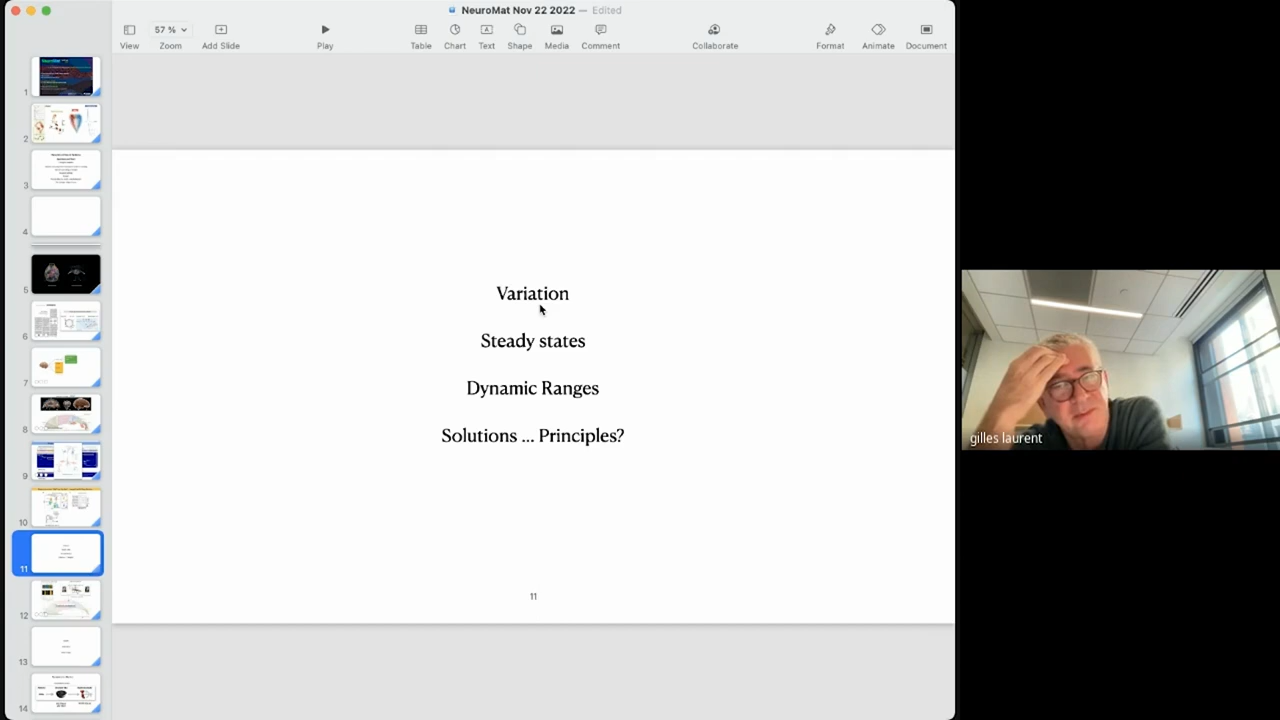 NeuroMat Nov 22 2022 — Edited
57 %
View
Zoom
Add Slide
Play
Table
Chart
Text
Shape
Media
Comment
Collaborate
Format
Animate
Document
1
2
3
4
5
6
7
8
9
10
11
12
13
14
Variation
Steady states
Dynamic Ranges
Solutions ... Principles?
11
gilles laurent